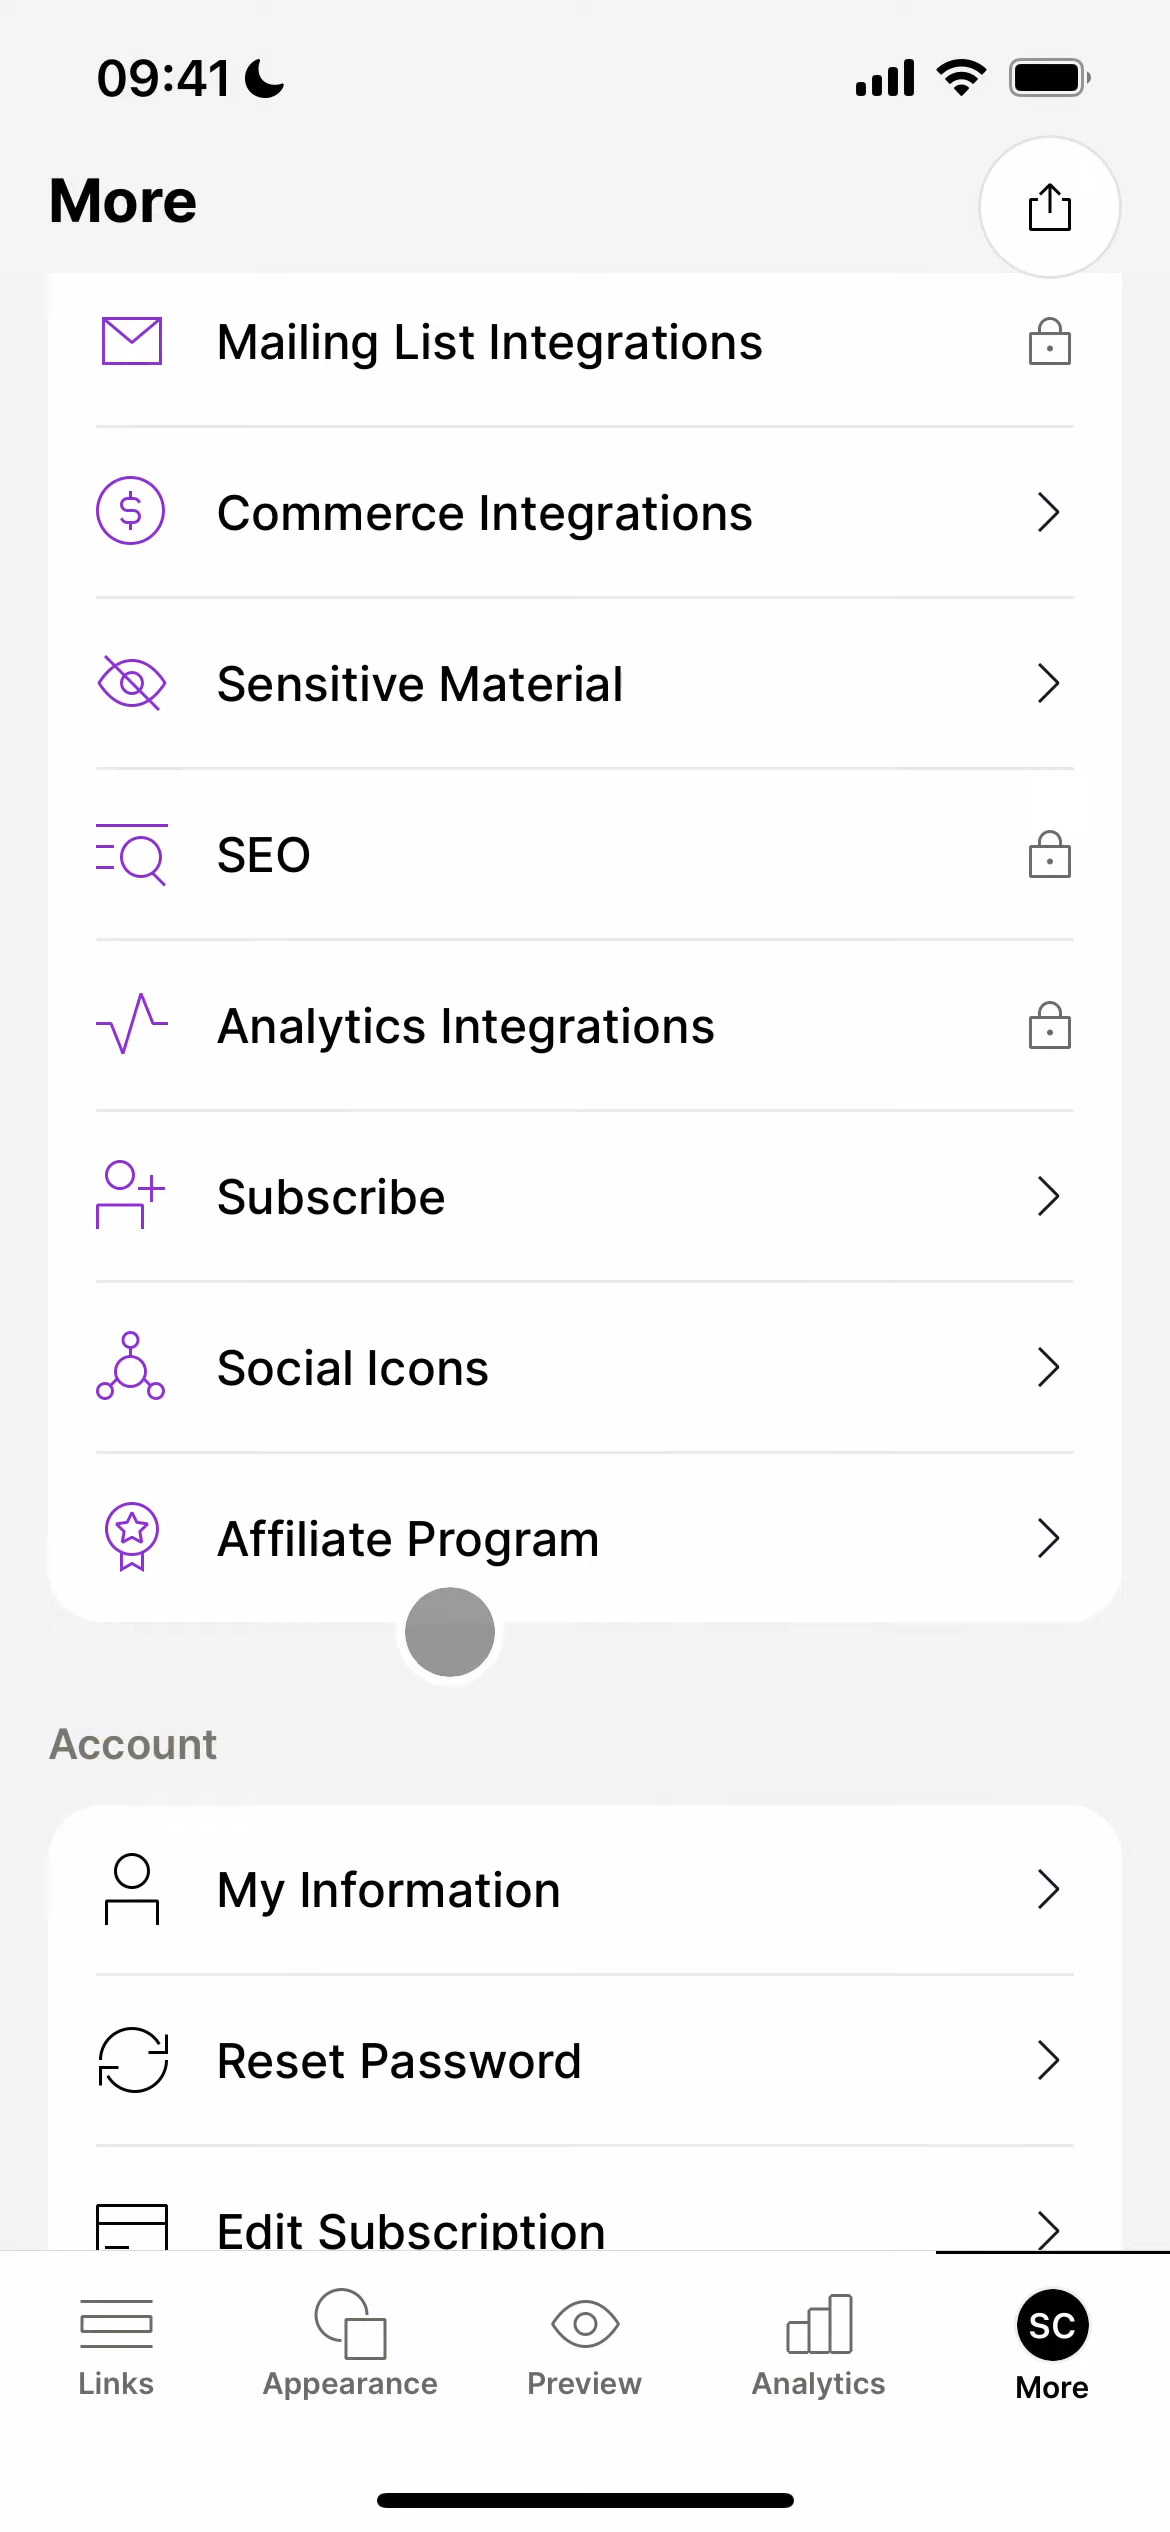 09:41
More
Mailing List Integrations
$ Commerce Integrations
Sensitive Material
SEO
Analytics Integrations
Subscribe
Social Icons
Affiliate Program
Account
My Information
Reset Password
Edit Subscription
SC
Links Appearance Preview Analytics More